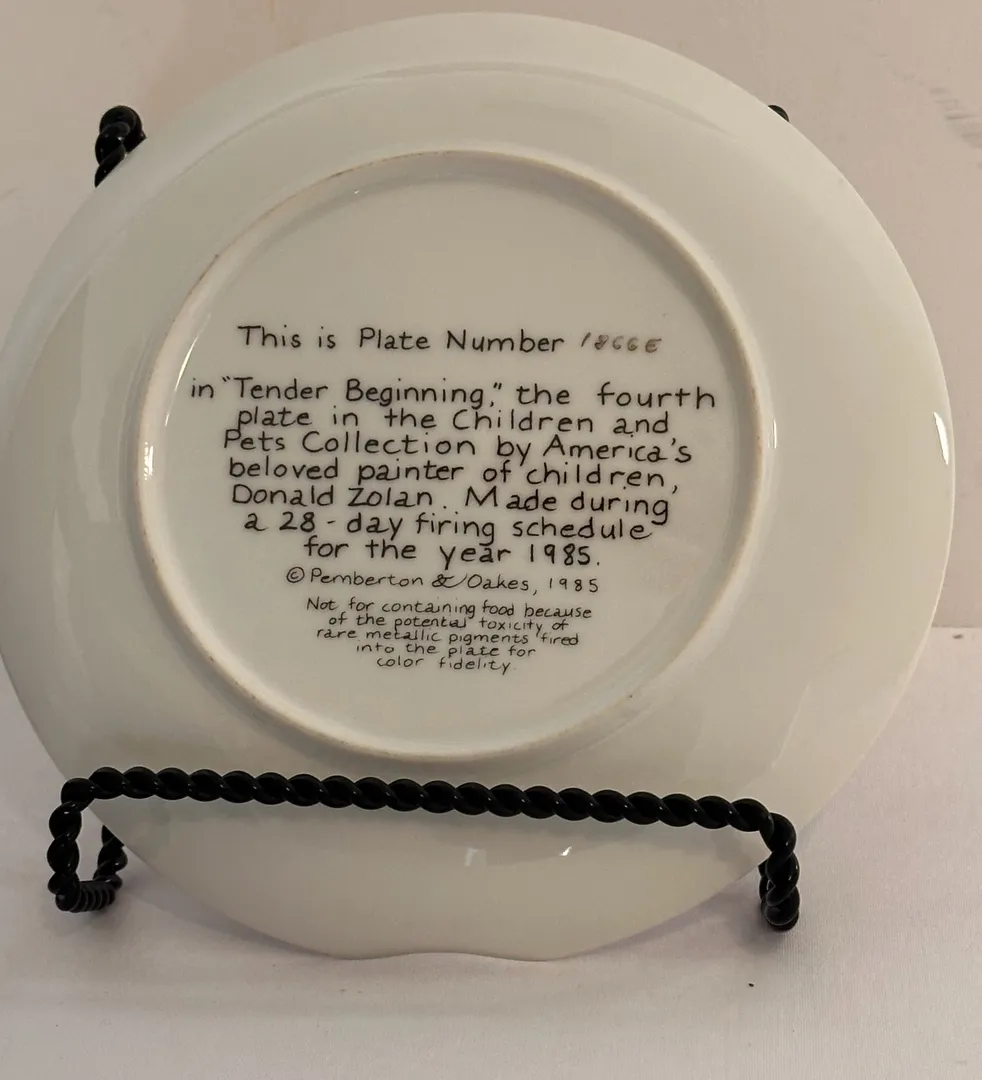 This is Plate Number 1866E
in "Tender Beginning," the fourth
plate in the Children and
Pets Collection by America's
beloved painter of children,
Donald Zolan. Made during
a 28-day firing schedule
for the year 1985.
© Pemberton & Oakes, 1985
Not for containing food because
of the potential toxicity of
rare metallic pigments fired
into the plate for
color fidelity.